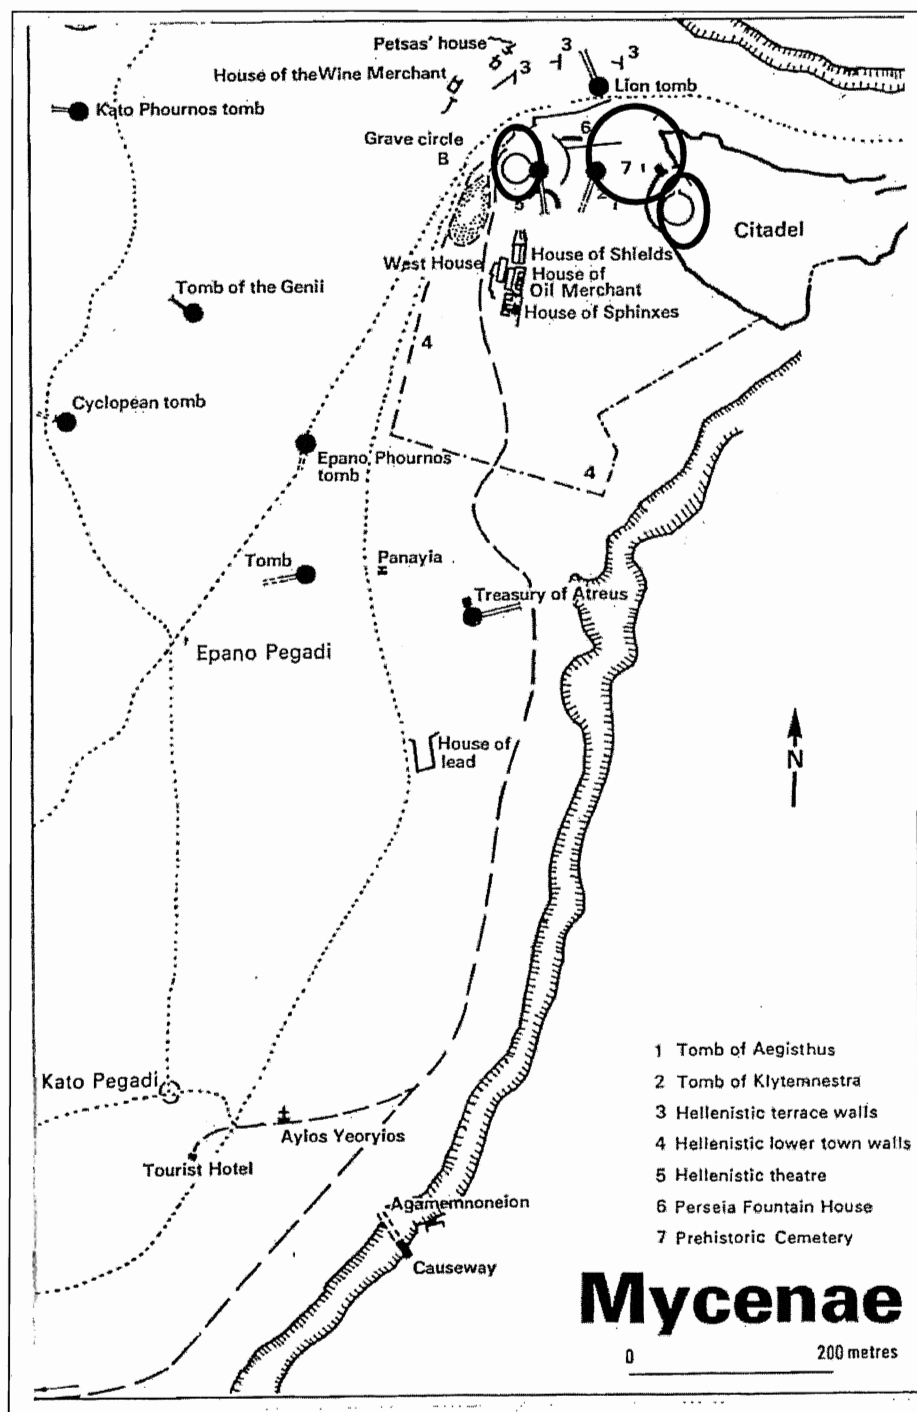 Petsas' house
3
3
3
House of the Wine Merchant
Lion tomb
Kato Phournos tomb
Grave circle
B
6
7
1
5
2
1
Citadel
West House
House of Shields
House of
Oil Merchant
House of Sphinxes
Tomb of the Genii
4
Cyclopean tomb
Epano Phournos
tomb
4
Tomb
Panayia
Treasury of Atreus
Epano Pegadi
House of
lead
N
Kato Pegadi
Ayios Yeoryios
Tourist Hotel
Agamemnoneion
Causeway
1 Tomb of Aegisthus
2 Tomb of Klytemnestra
3 Hellenistic terrace walls
4 Hellenistic lower town walls
5 Hellenistic theatre
6 Perseia Fountain House
7 Prehistoric Cemetery
Mycenae
0 200 metres